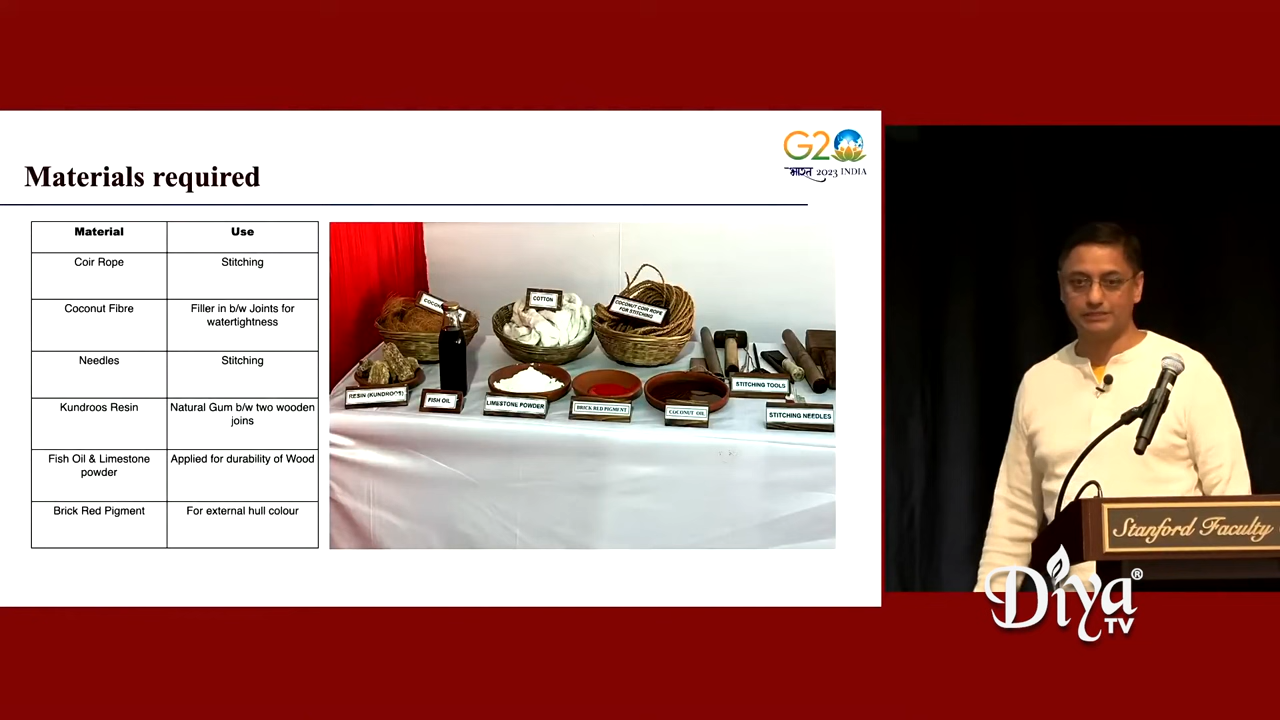 G20
भारत 2023 INDIA
Materials required
Material Use
Coir Rope Stitching
Coconut Fibre Filler in b/w Joints for
watertightness
Needles Stitching
Kundroos Resin Natural Gum b/w two wooden
joins
Fish Oil & Limestone Applied for durability of Wood
powder
Brick Red Pigment For external hull colour
COTTON
COCONUT COIR ROPE
FOR STITCHING
RESIN (KUNDROOS)
FISH OIL
LIMESTONE POWDER
BRICK RED PIGMENT
COCONUT OIL
STITCHING TOOLS
STITCHING NEEDLES
Stanford Faculty
Diya®
TV